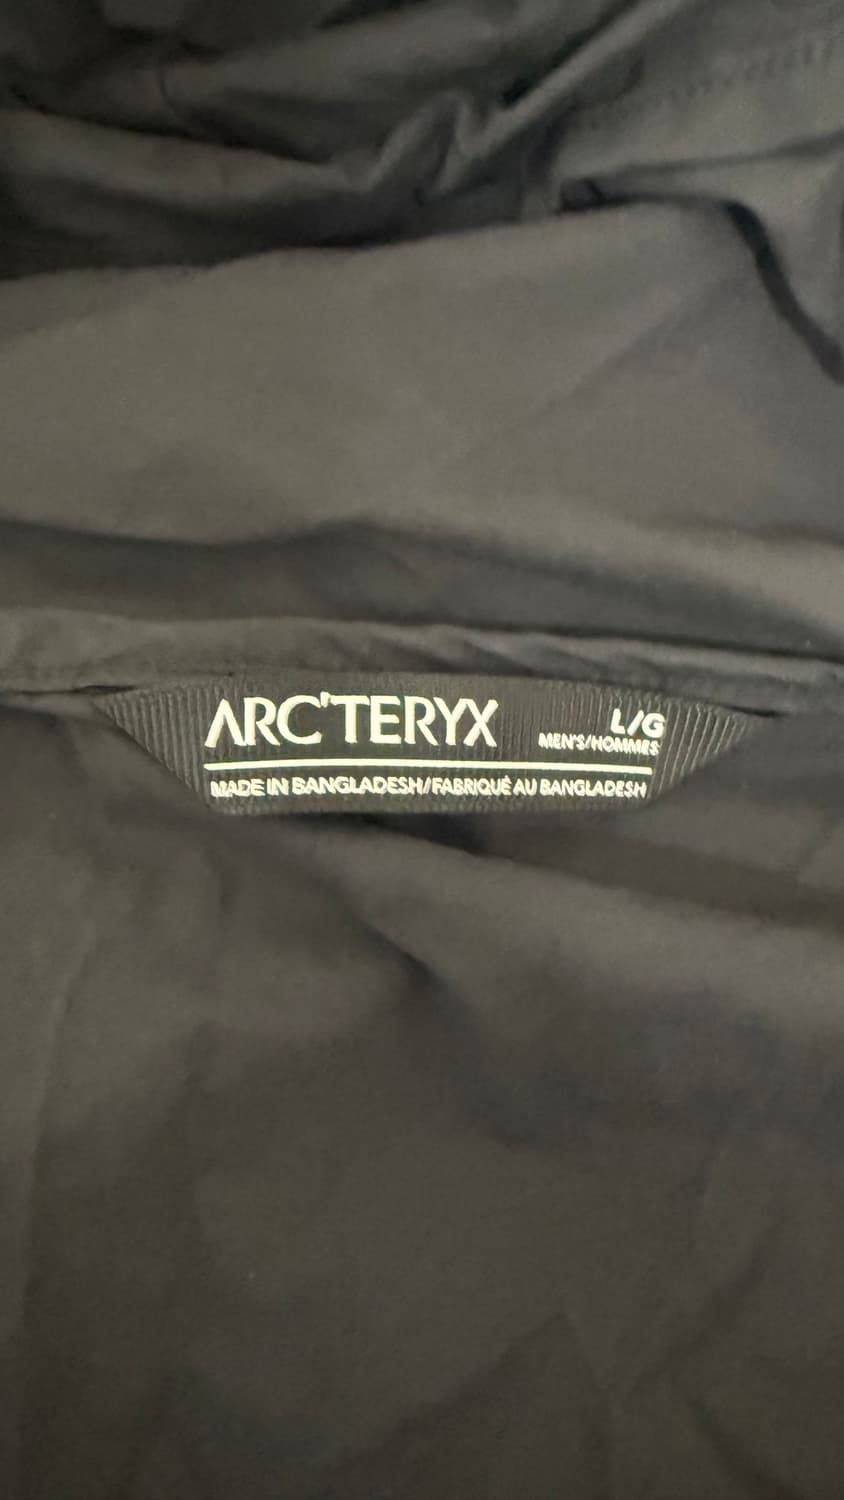 ARC'TERYX
L/G
MEN'S/HOMMES
MADE IN BANGLADESH/FABRIQUÉ AU BANGLADESH